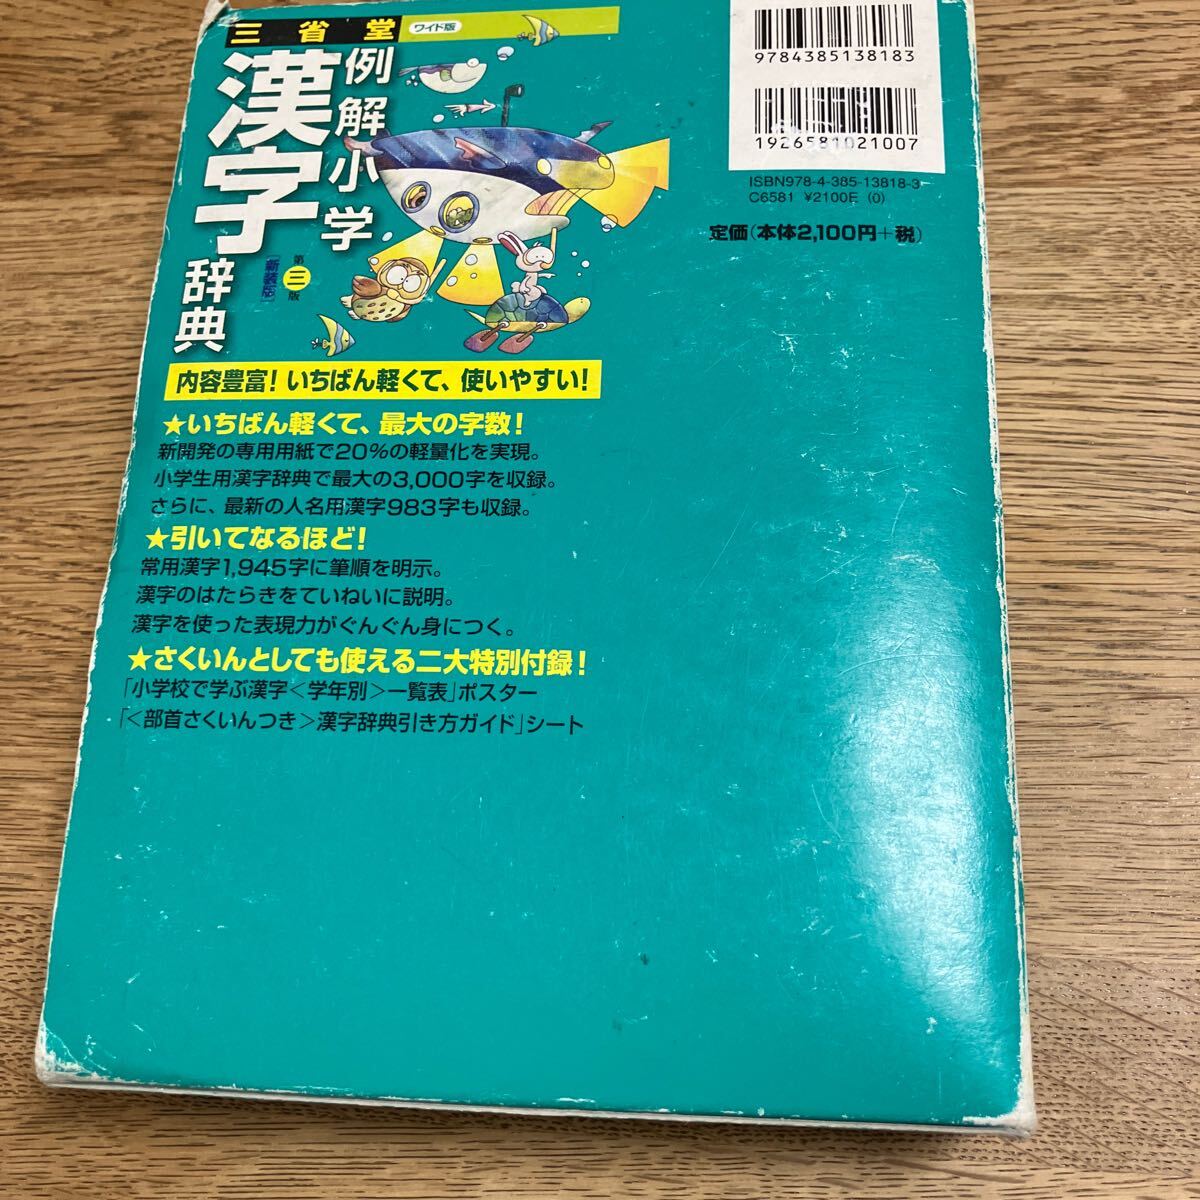 三省堂
ワイド版
例解小学
漢字
辞典
第三版
新装版
9784385138183
1926581021007
ISBN978-4-385-13818-3
C6581 ¥2100E (0)
定価(本体2,100円+税)
内容豊富!いちばん軽くて、使いやすい!
★いちばん軽くて、最大の字数!
新開発の専用用紙で20%の軽量化を実現。
小学生用漢字辞典で最大の3,000字を収録。
さらに、最新の人名用漢字983字も収録。
★引いてなるほど!
常用漢字1,945字に筆順を明示。
漢字のはたらきをていねいに説明。
漢字を使った表現力がぐんぐん身につく。
★さくいんとしても使える二大特別付録!
「小学校で学ぶ漢字<学年別>一覧表」ポスター
「<部首さくいんつき>漢字辞典引き方ガイド」シート